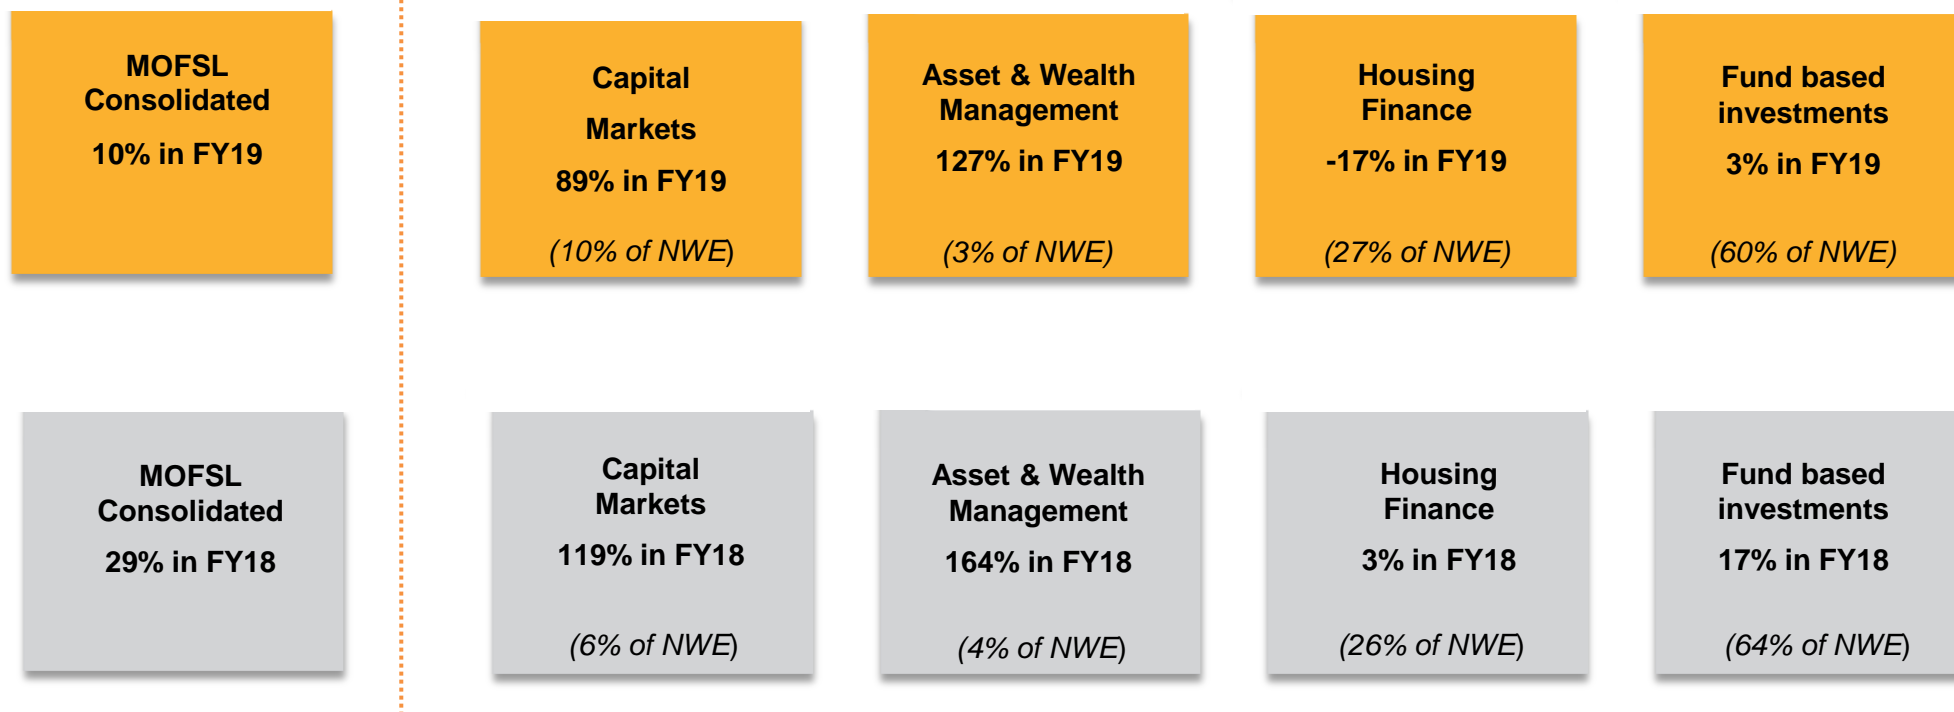 MOFSL
Consolidated
10% in FY19
Capital
Markets
89% in FY19
(10% of NWE)
Asset & Wealth
Management
127% in FY19
(3% of NWE)
Housing
Finance
-17% in FY19
(27% of NWE)
Fund based
investments
3% in FY19
(60% of NWE)
MOFSL
Consolidated
29% in FY18
Capital
Markets
119% in FY18
(6% of NWE)
Asset & Wealth
Management
164% in FY18
(4% of NWE)
Housing
Finance
3% in FY18
(26% of NWE)
Fund based
investments
17% in FY18
(64% of NWE)